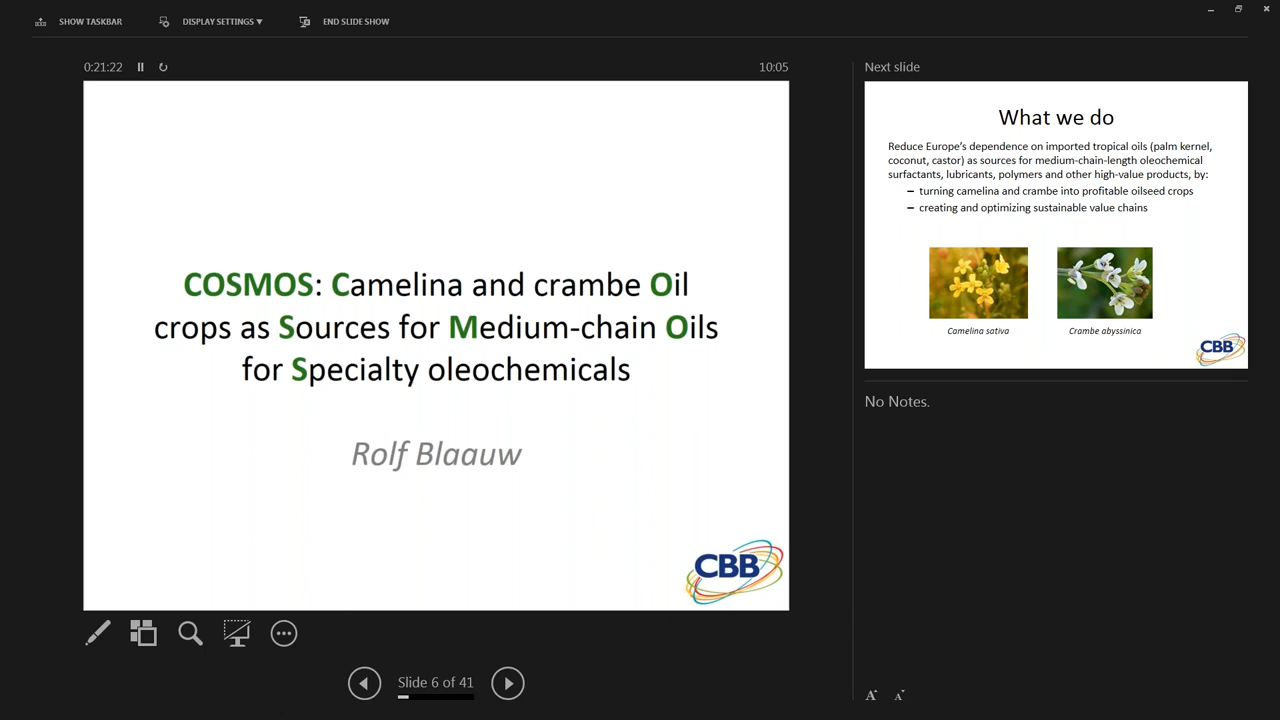 SHOW TASKBAR
DISPLAY SETTINGS ▼
END SLIDE SHOW
0:21:22
10:05
COSMOS: Camelina and crambe Oil
crops as Sources for Medium-chain Oils
for Specialty oleochemicals
Rolf Blaauw
CBB
Slide 6 of 41
Next slide
What we do
Reduce Europe's dependence on imported tropical oils (palm kernel,
coconut, castor) as sources for medium-chain-length oleochemical
surfactants, lubricants, polymers and other high-value products, by:
– turning camelina and crambe into profitable oilseed crops
– creating and optimizing sustainable value chains
Camelina sativa
Crambe abyssinica
CBB
No Notes.
A A